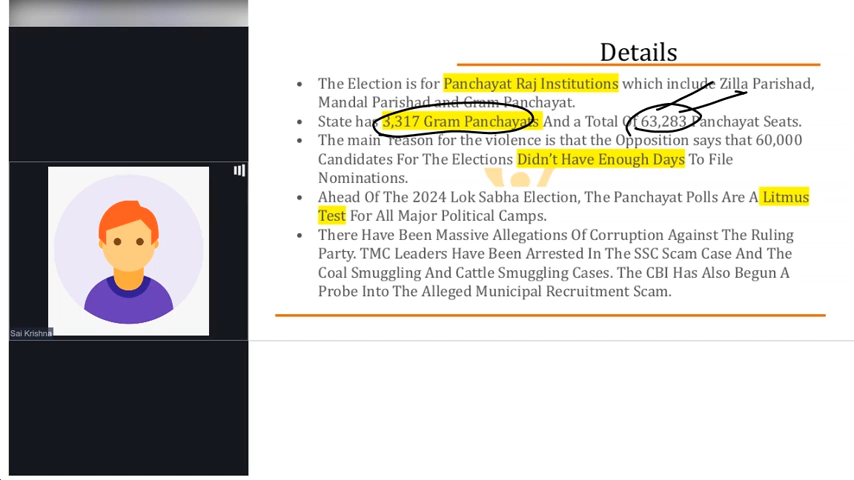 Details
• The Election is for Panchayat Raj Institutions which include Zilla Parishad,
Mandal Parishad and Gram Panchayat.
• State has 3,317 Gram Panchayats And a Total Of 63,283 Panchayat Seats.
• The main reason for the violence is that the Opposition says that 60,000
Candidates For The Elections Didn't Have Enough Days To File
Nominations.
• Ahead Of The 2024 Lok Sabha Election, The Panchayat Polls Are A Litmus
Test For All Major Political Camps.
• There Have Been Massive Allegations Of Corruption Against The Ruling
Party. TMC Leaders Have Been Arrested In The SSC Scam Case And The
Coal Smuggling And Cattle Smuggling Cases. The CBI Has Also Begun A
Probe Into The Alleged Municipal Recruitment Scam.
Sai Krishna